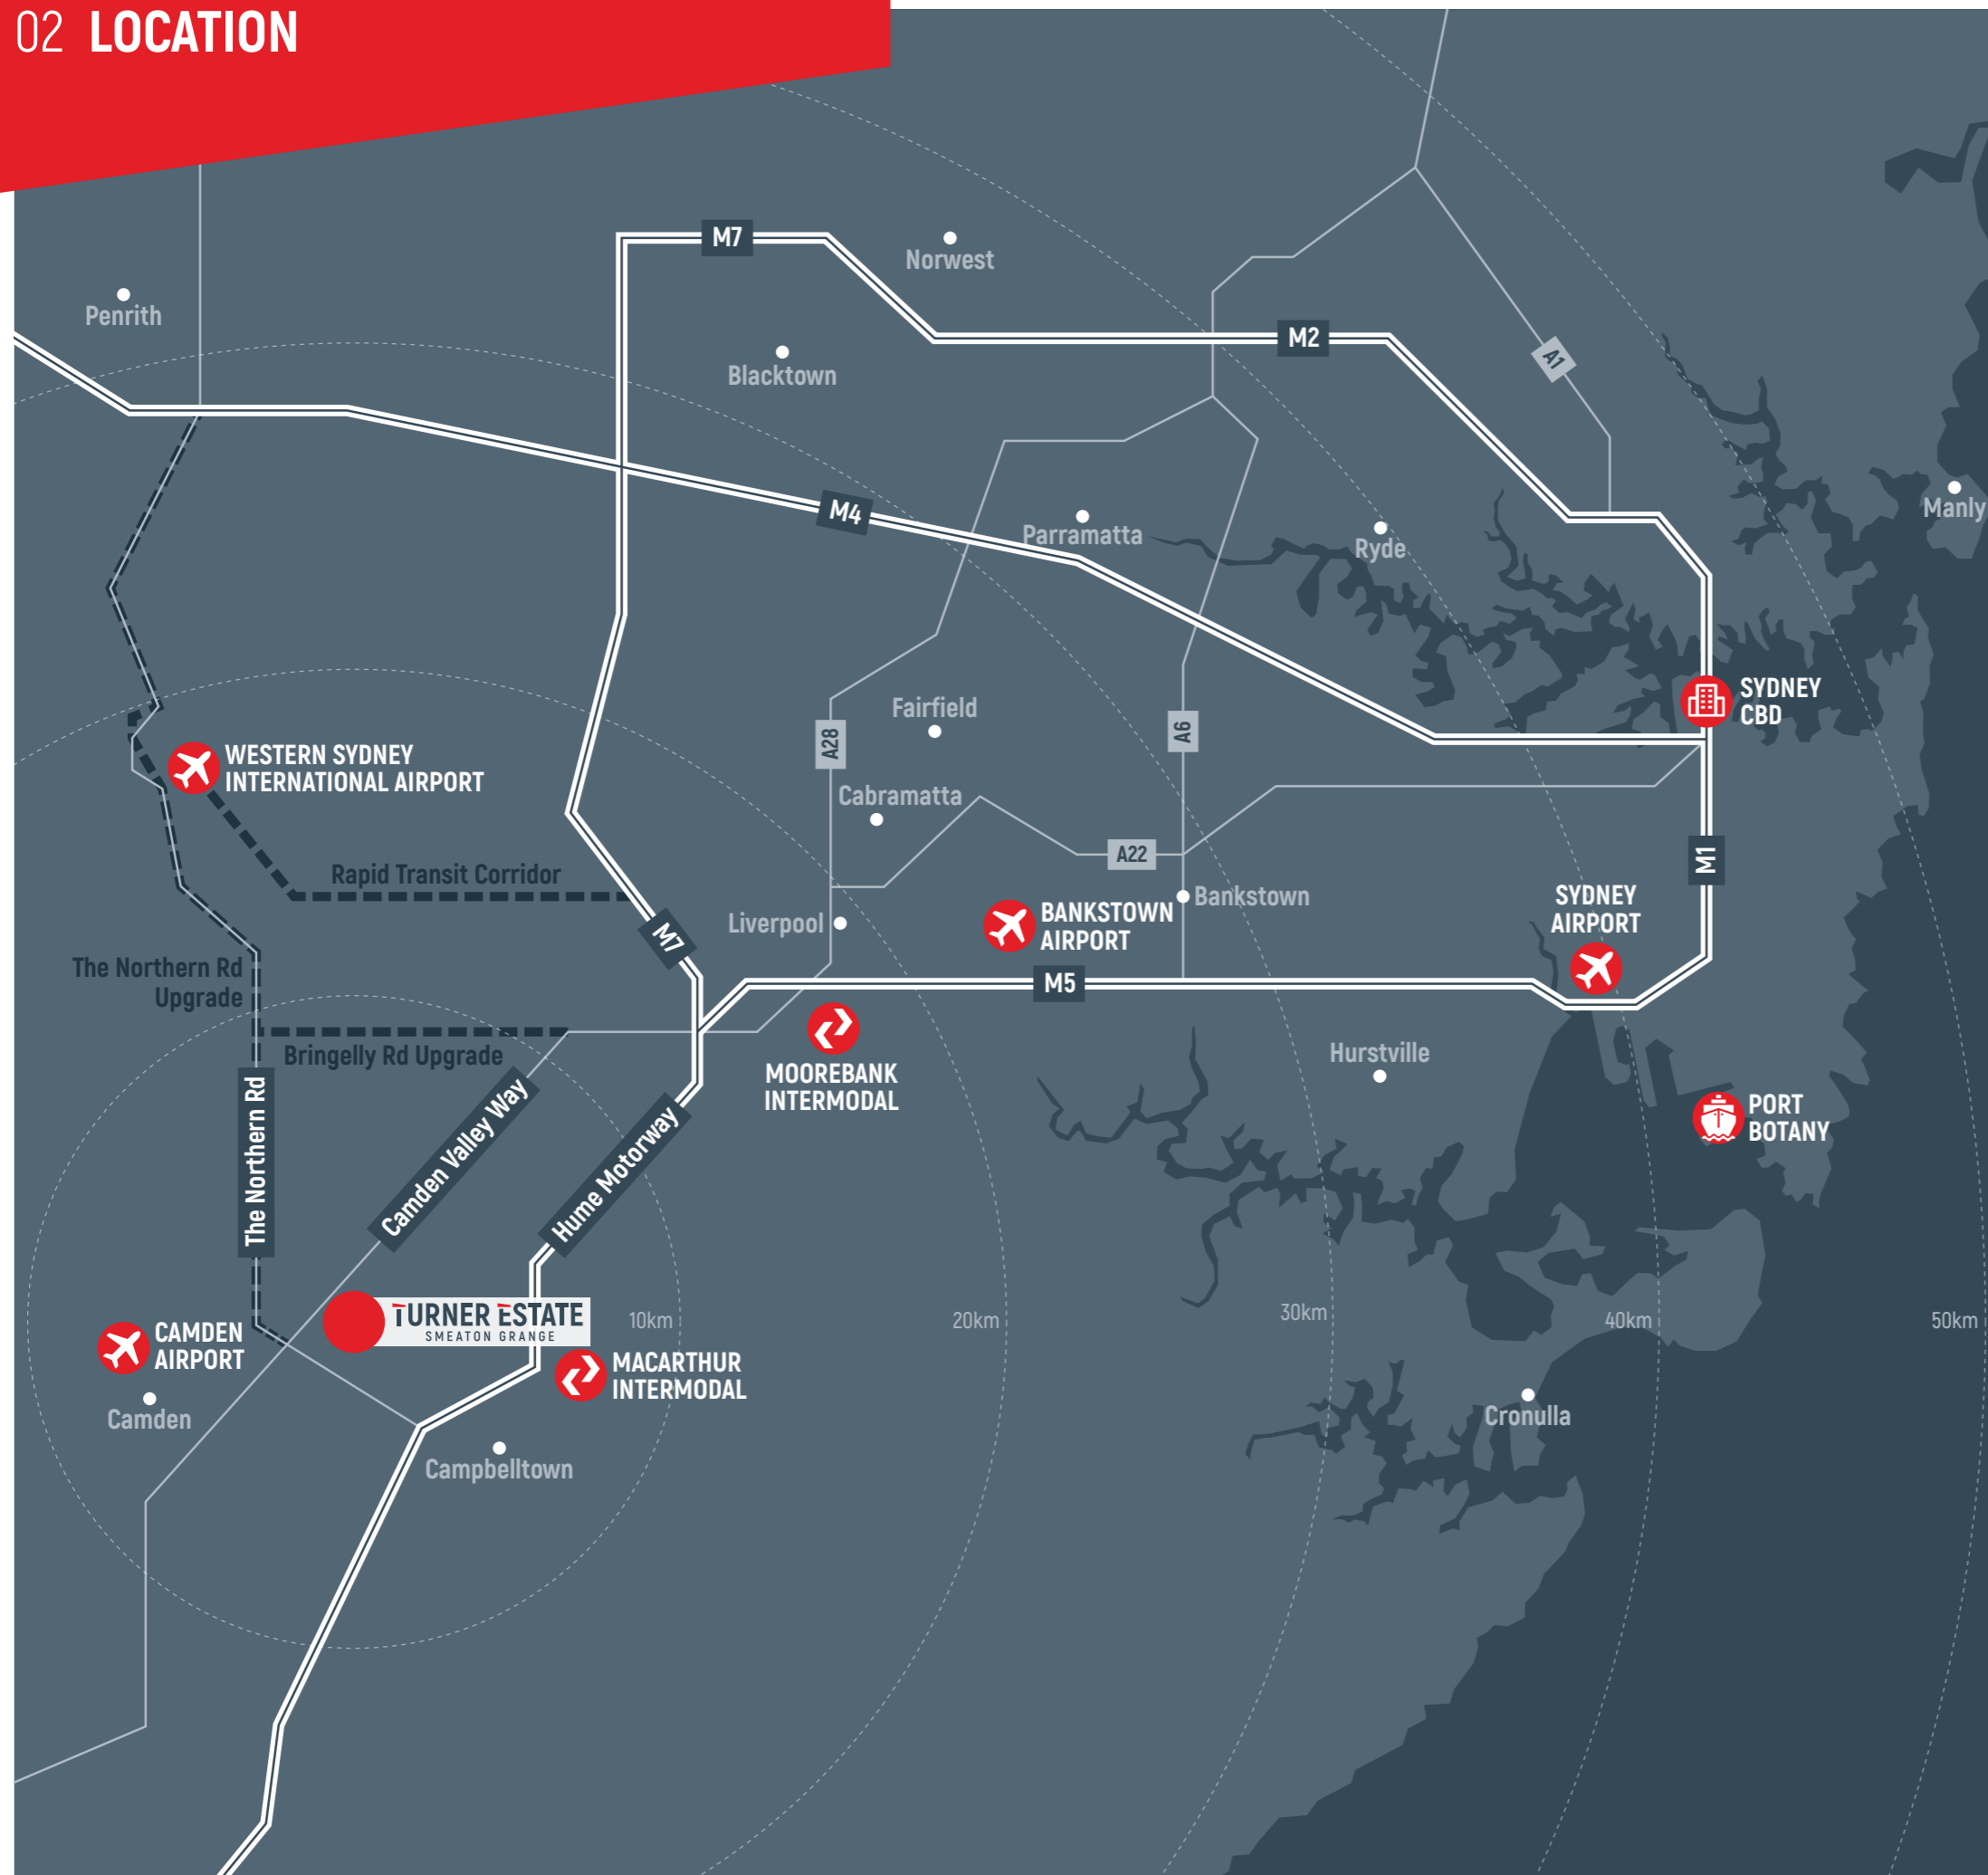 02 LOCATION
M7
Norwest
Penrith
M2
A1
Blacktown
M4
Parramatta
Ryde
Manly
SYDNEY
CBD
Fairfield
A28
A6
WESTERN SYDNEY
INTERNATIONAL AIRPORT
Cabramatta
A22
M1
Rapid Transit Corridor
Bankstown
SYDNEY
AIRPORT
Liverpool
BANKSTOWN
AIRPORT
M7
The Northern Rd
Upgrade
M5
Bringelly Rd Upgrade
Hurstville
MOOREBANK
INTERMODAL
PORT
BOTANY
The Northern Rd
Camden Valley Way
Hume Motorway
TURNER ESTATE
SMEATON GRANGE
10km
20km
30km
40km
50km
CAMDEN
AIRPORT
MACARTHUR
INTERMODAL
Camden
Cronulla
Campbelltown